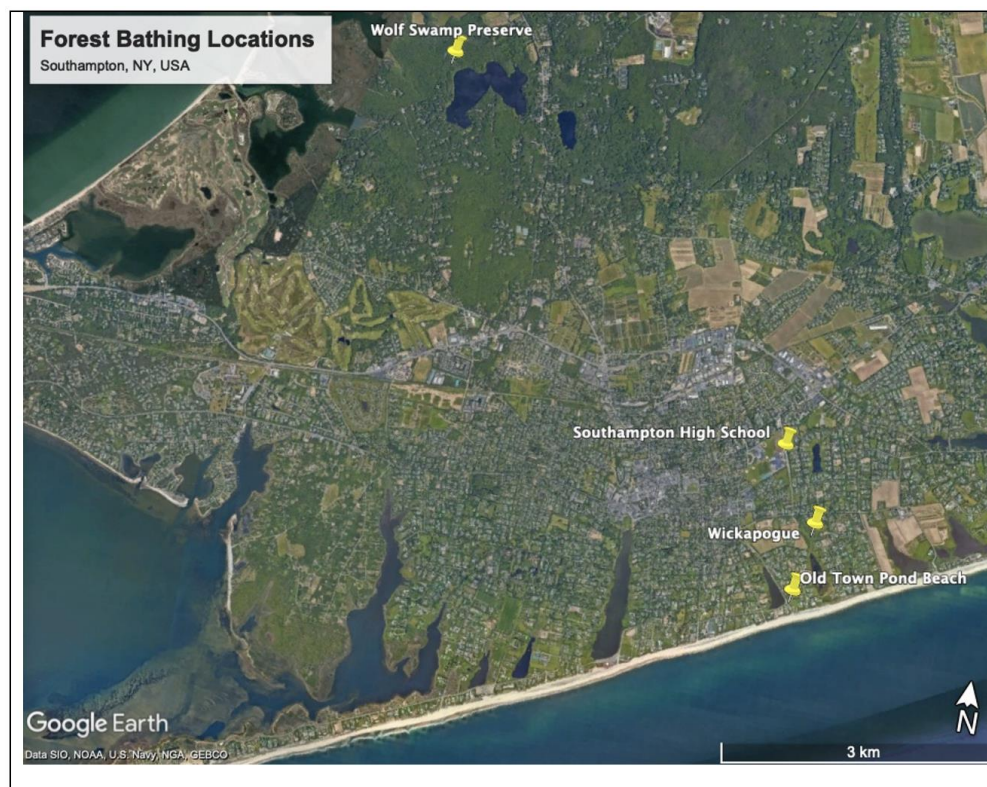 Forest Bathing Locations
Southampton, NY, USA
Wolf Swamp Preserve
Southampton High School
Wickapogue
Old Town Pond Beach
Google Earth
N
Data SIO, NOAA, U.S. Navy, NGA, GEBCO
3 km